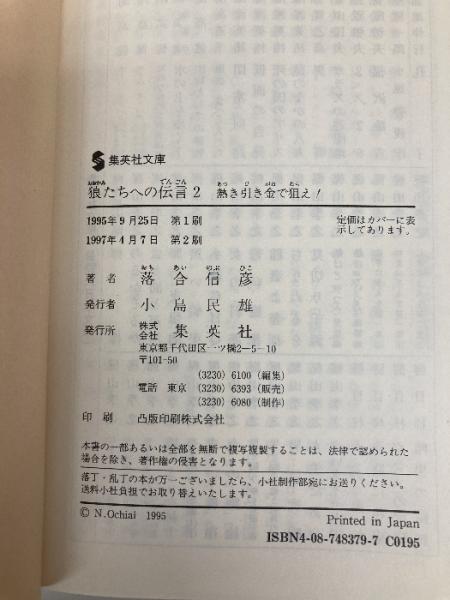 集英社文庫
狼たちへの伝言2 熱き引き金で狙え!
1995年9月25日 第1刷
定価はカバーに表
1997年4月7日 第2刷
示してあります。
著者 落合信彦
発行者 小島民雄
発行所 株式会社 集英社
東京都千代田区一ツ橋2-5-10
〒101-50
(3230) 6100 (編集)
電話 東京 (3230) 6393 (販売)
(3230) 6080 (制作)
印刷 凸版印刷株式会社
本書の一部あるいは全部を無断で複写複製することは、法律で認められた
場合を除き、著作権の侵害となります。
落丁・乱丁の本が万一ございましたら、小社制作部宛にお送りください。
送料小社負担でお取り替えいたします。
© N.Ochiai 1995
Printed in Japan
ISBN4-08-748379-7 C0195